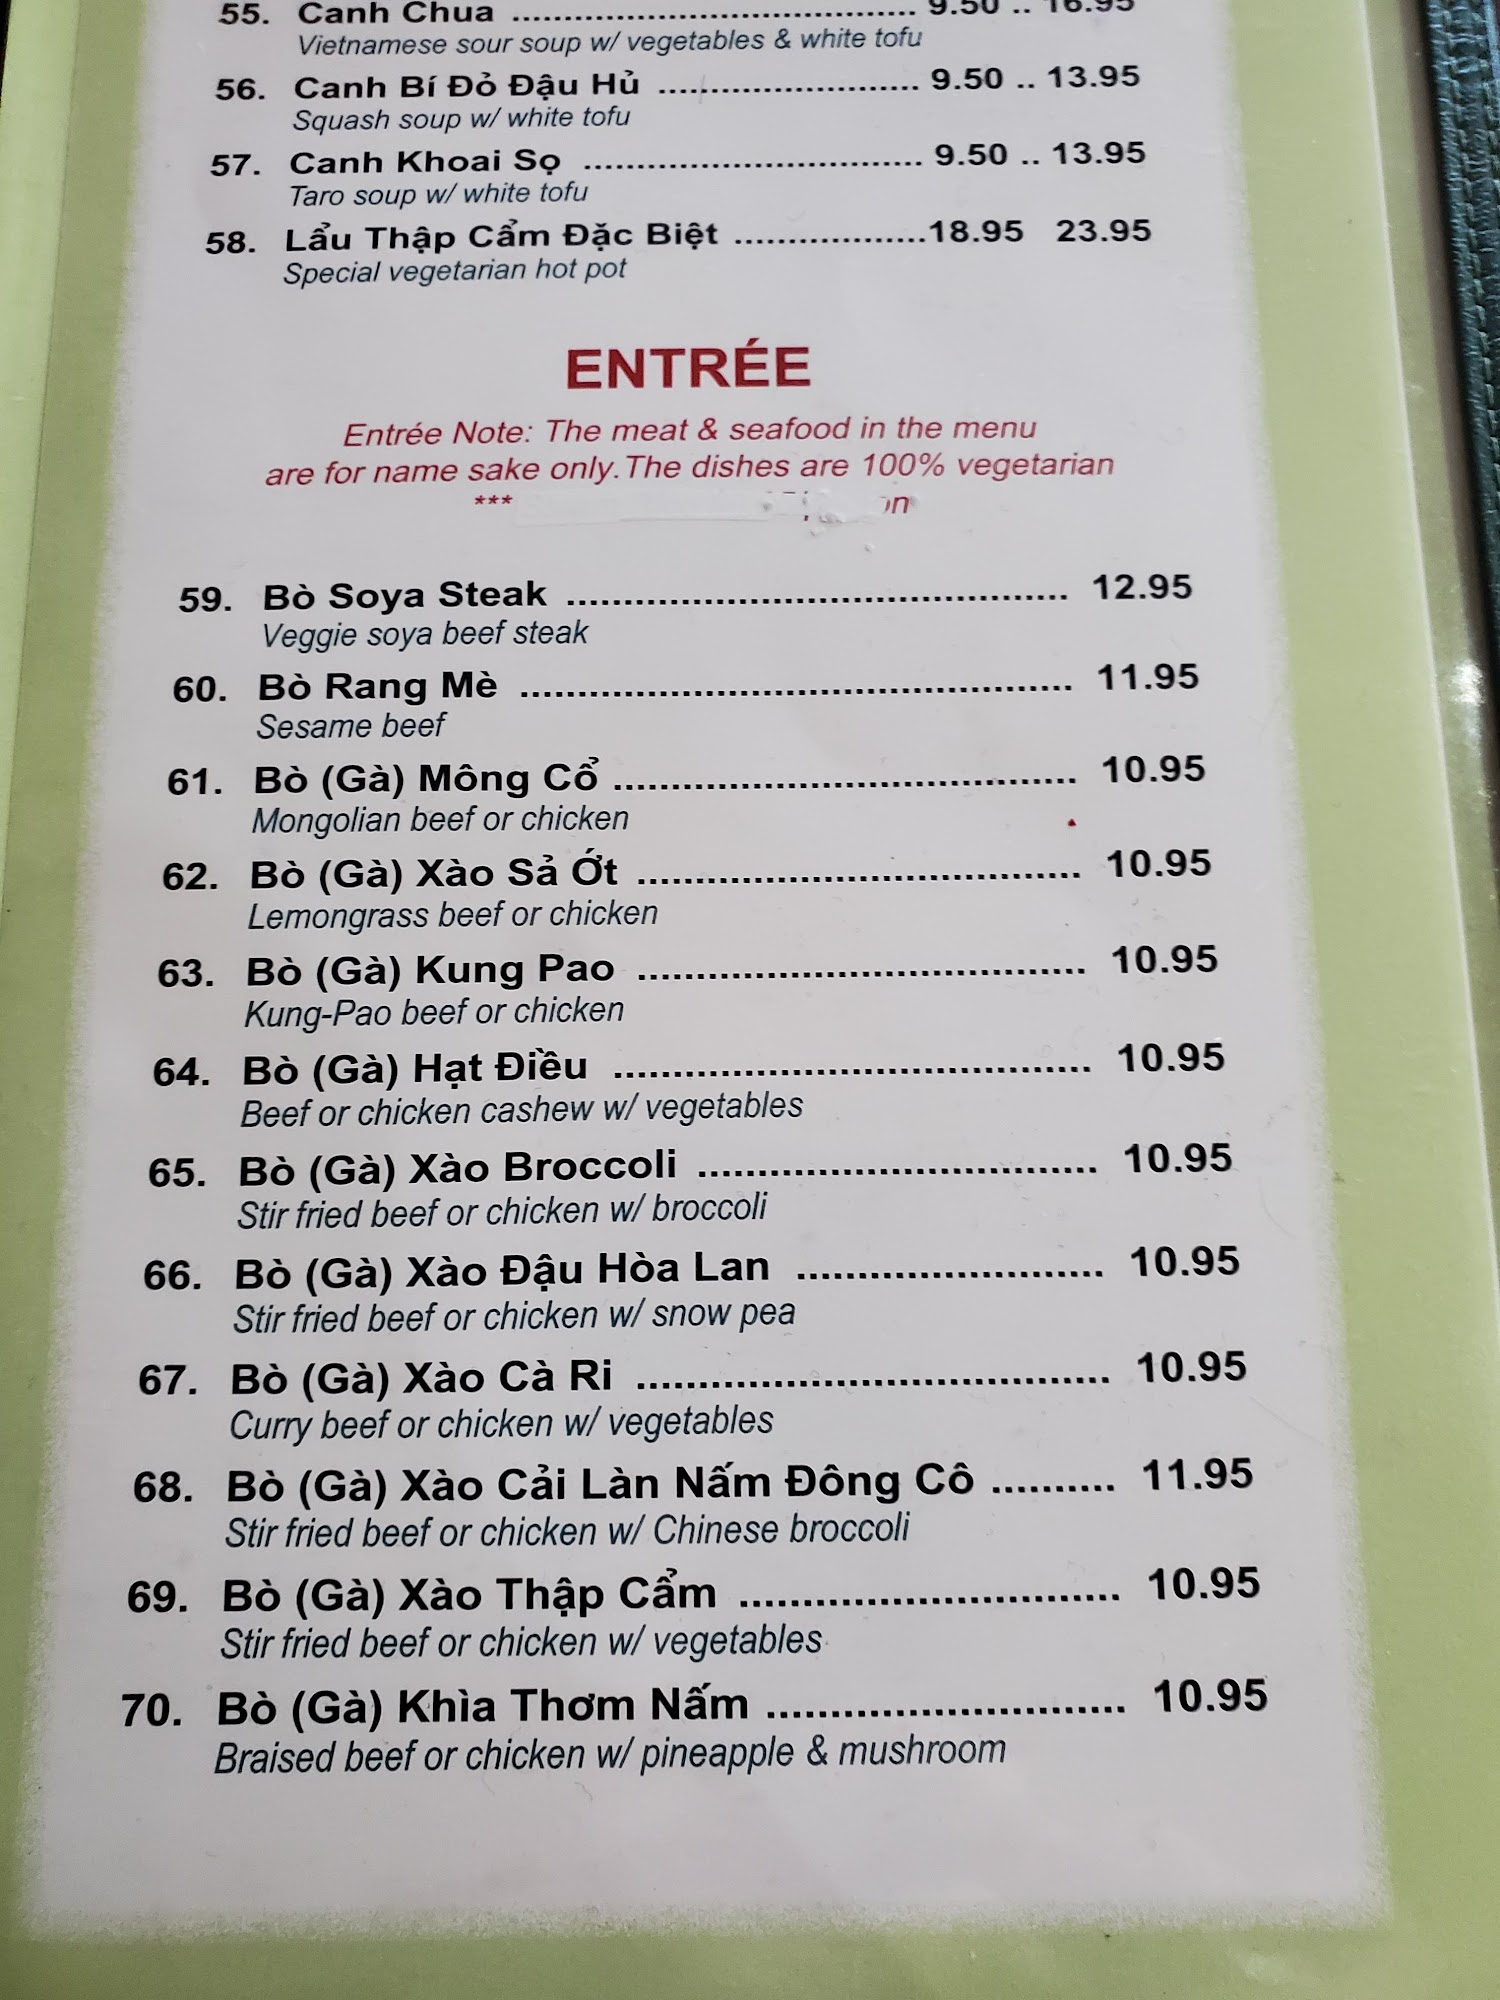 55. Canh Chua ........................................ 9.50 .. 16.95
Vietnamese sour soup w/ vegetables & white tofu
56. Canh Bí Đỏ Đậu Hủ .......................... 9.50 .. 13.95
Squash soup w/ white tofu
57. Canh Khoai Sọ .................................. 9.50 .. 13.95
Taro soup w/ white tofu
58. Lẩu Thập Cẩm Đặc Biệt ...................18.95 23.95
Special vegetarian hot pot
ENTRÉE
Entrée Note: The meat & seafood in the menu
are for name sake only. The dishes are 100% vegetarian
***
59. Bò Soya Steak ............................................ 12.95
Veggie soya beef steak
60. Bò Rang Mè ................................................ 11.95
Sesame beef
61. Bò (Gà) Mông Cổ ........................................ 10.95
Mongolian beef or chicken
62. Bò (Gà) Xào Sả Ớt ...................................... 10.95
Lemongrass beef or chicken
63. Bò (Gà) Kung Pao ...................................... 10.95
Kung-Pao beef or chicken
64. Bò (Gà) Hạt Điều ........................................ 10.95
Beef or chicken cashew w/ vegetables
65. Bò (Gà) Xào Broccoli .................................. 10.95
Stir fried beef or chicken w/ broccoli
66. Bò (Gà) Xào Đậu Hòa Lan .......................... 10.95
Stir fried beef or chicken w/ snow pea
67. Bò (Gà) Xào Cà Ri ....................................... 10.95
Curry beef or chicken w/ vegetables
68. Bò (Gà) Xào Cải Làn Nấm Đông Cô .......... 11.95
Stir fried beef or chicken w/ Chinese broccoli
69. Bò (Gà) Xào Thập Cẩm ............................... 10.95
Stir fried beef or chicken w/ vegetables
70. Bò (Gà) Khìa Thơm Nấm ............................. 10.95
Braised beef or chicken w/ pineapple & mushroom